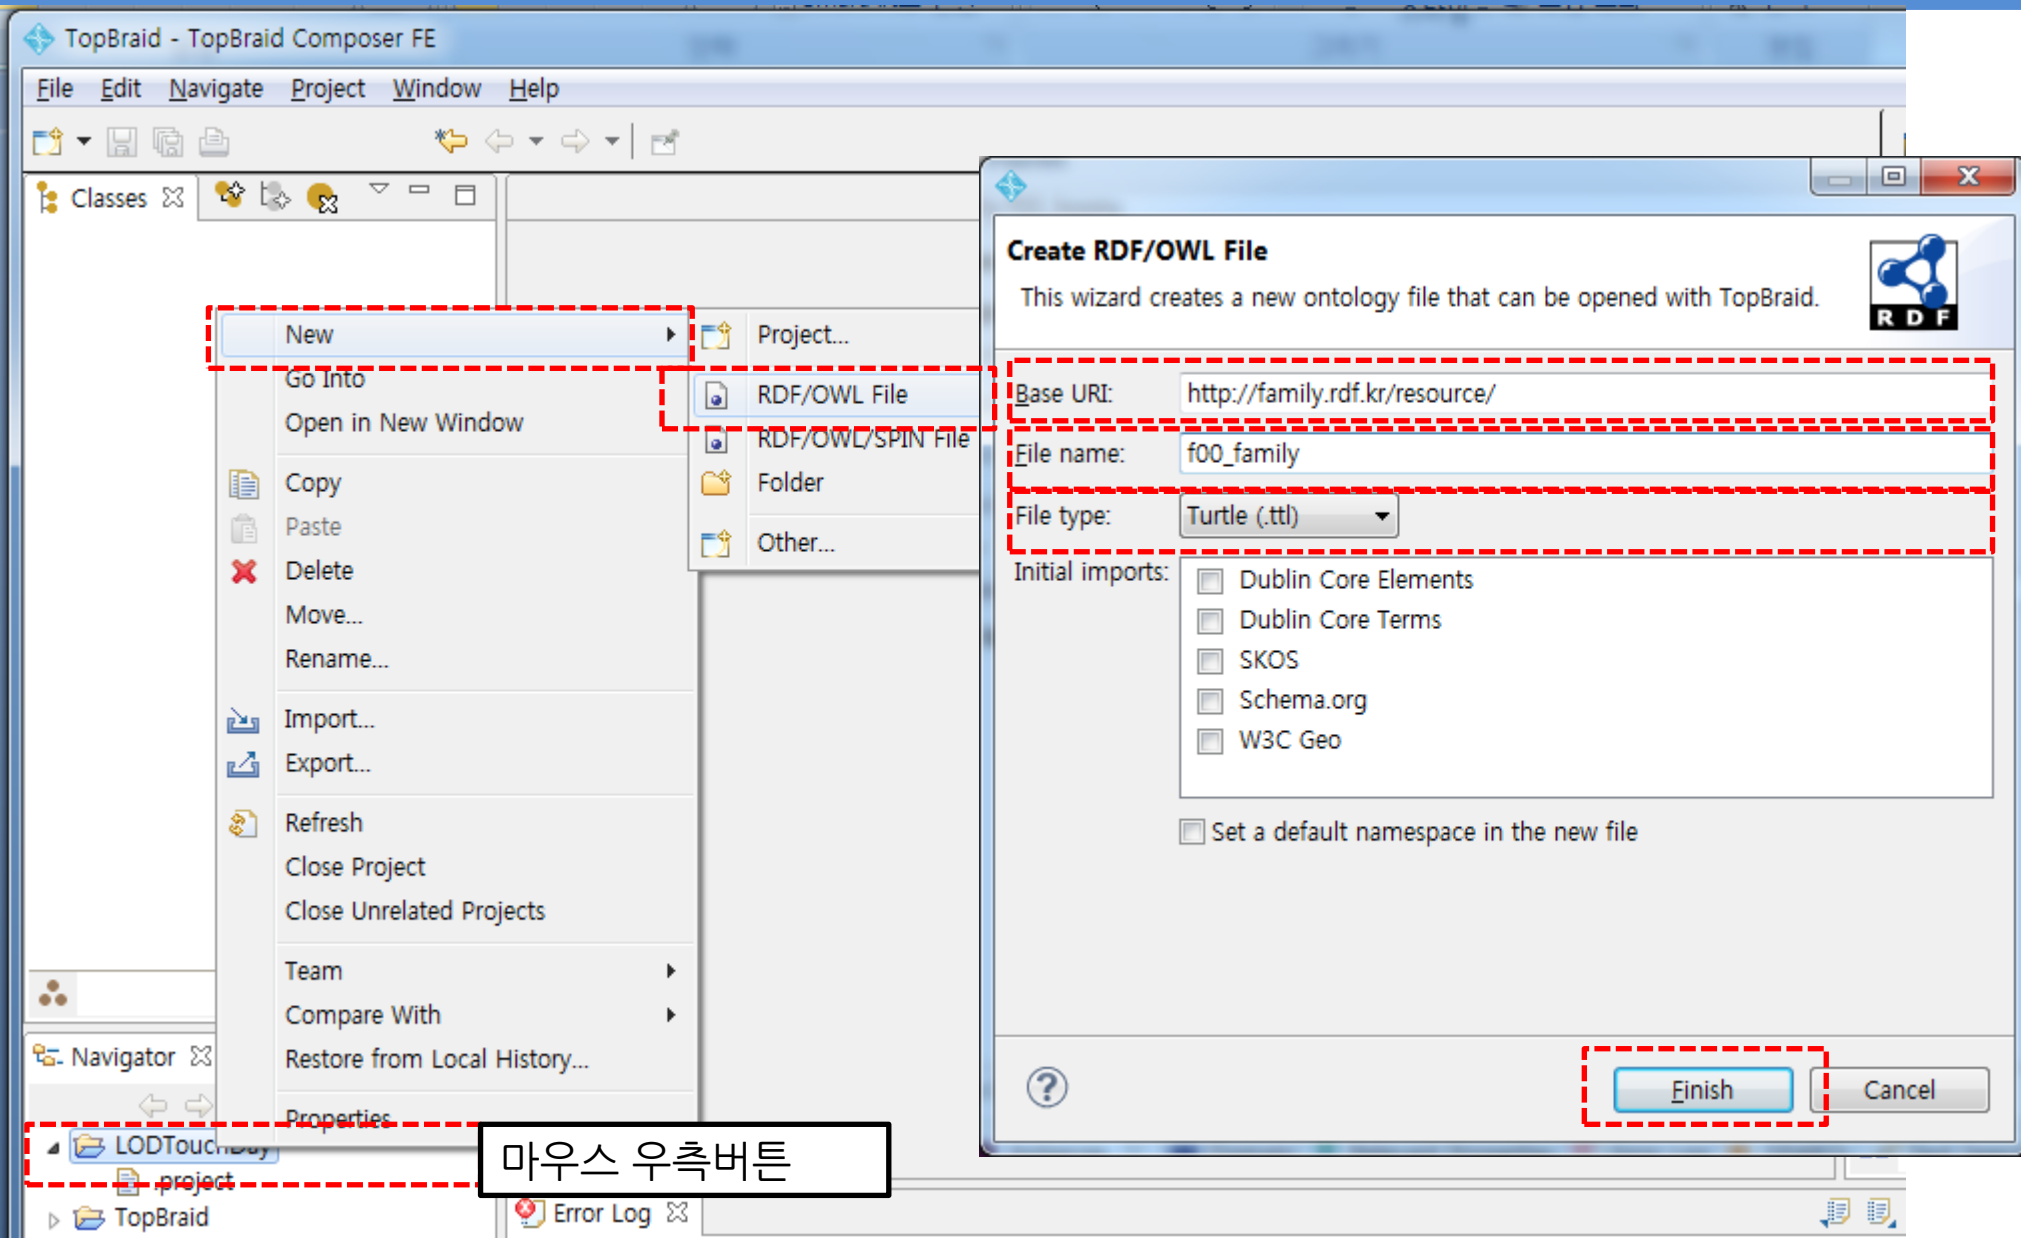 TopBraid - TopBraid Composer FE
File Edit Navigate Project Window Help
Classes
New
Go Into
Open in New Window
Copy
Paste
Delete
Move...
Rename...
Import...
Export...
Refresh
Close Project
Close Unrelated Projects
Team
Compare With
Restore from Local History...
Properties
Project...
RDF/OWL File
RDF/OWL/SPIN File
Folder
Other...
Create RDF/OWL File
This wizard creates a new ontology file that can be opened with TopBraid.
RDF
Base URI: http://family.rdf.kr/resource/
File name: f00_family
File type: Turtle (.ttl)
Initial imports:
Dublin Core Elements
Dublin Core Terms
SKOS
Schema.org
W3C Geo
Set a default namespace in the new file
Finish Cancel
Navigator
LODTouchDay
.project
TopBraid
마우스 우측버튼
Error Log